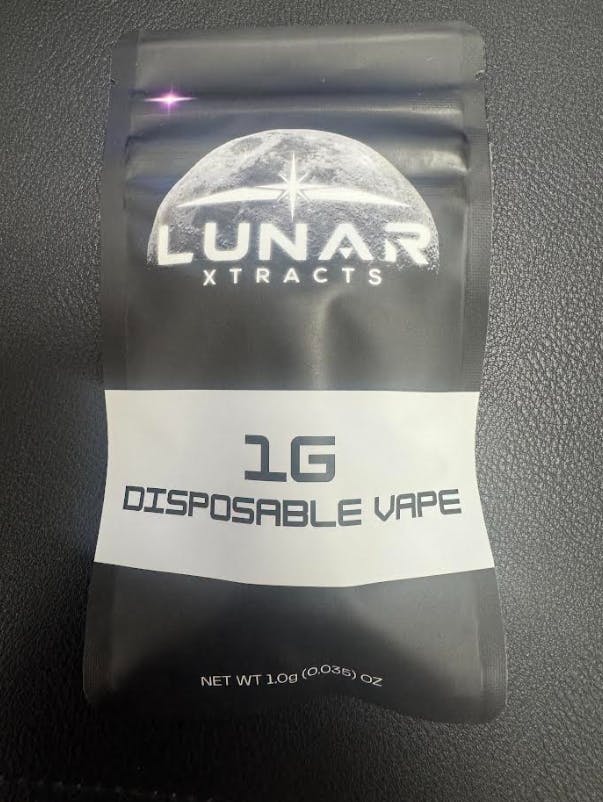 LUNAR
XTRACTS
1G
DISPOSABLE VAPE
NET WT 1.0g (0.035) OZ